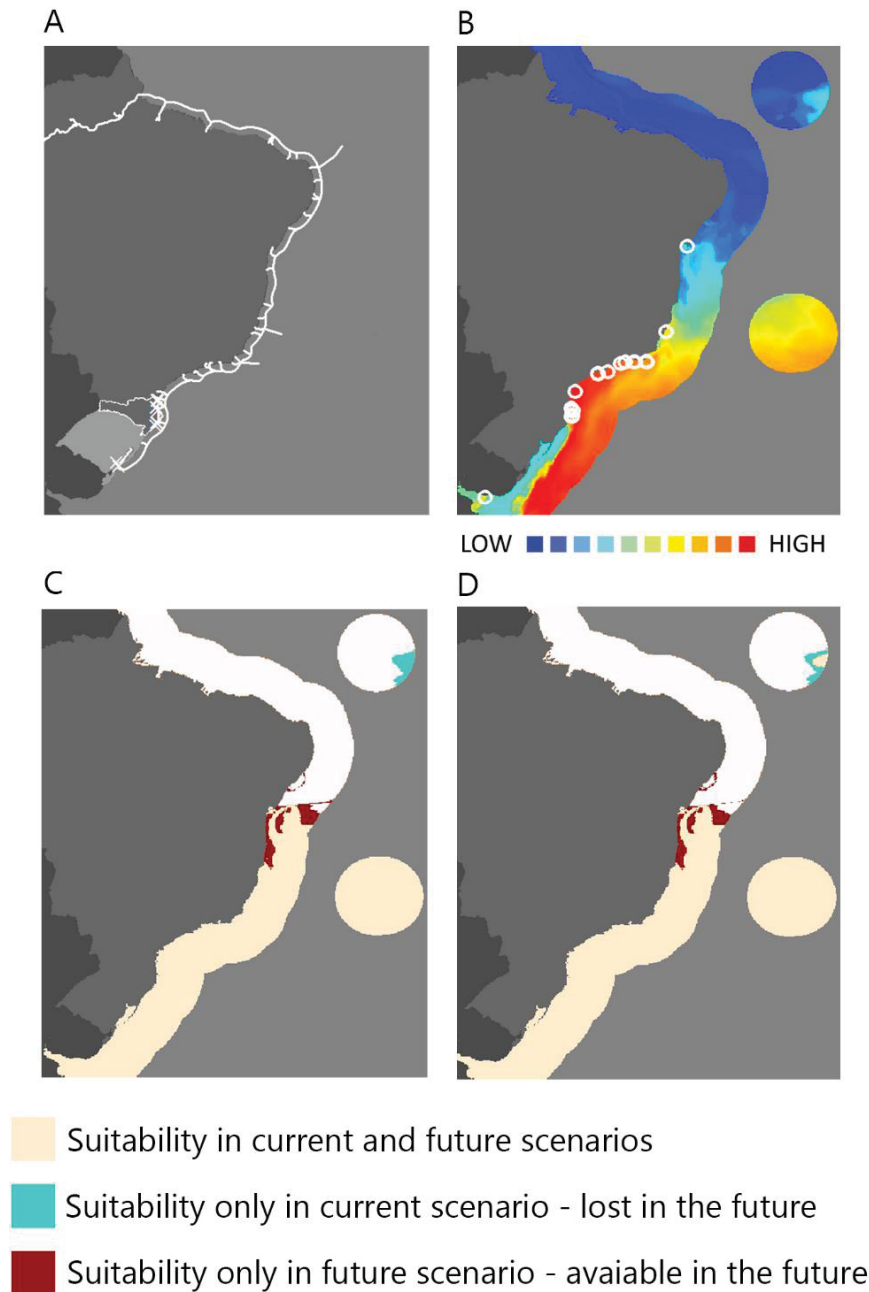 A
B
LOW HIGH
C
D
Suitability in current and future scenarios
Suitability only in current scenario - lost in the future
Suitability only in future scenario - avaiable in the future